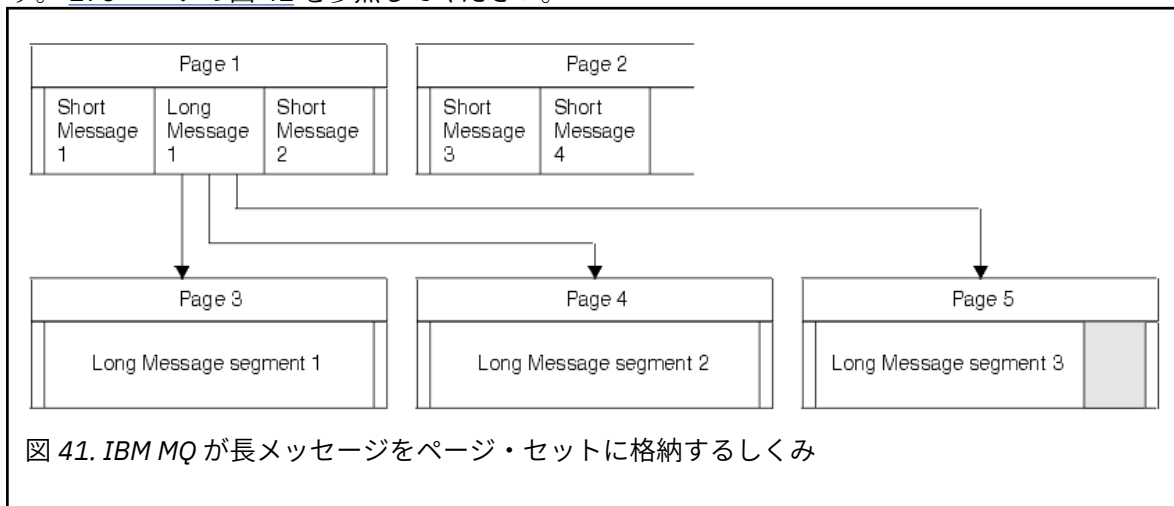 Page 1
Page 2
Short Message 1
Long Message 1
Short Message 2
Short Message 3
Short Message 4
Page 3
Page 4
Page 5
Long Message segment 1
Long Message segment 2
Long Message segment 3
図 41. IBM MQ が長メッセージをページ・セットに格納するしくみ